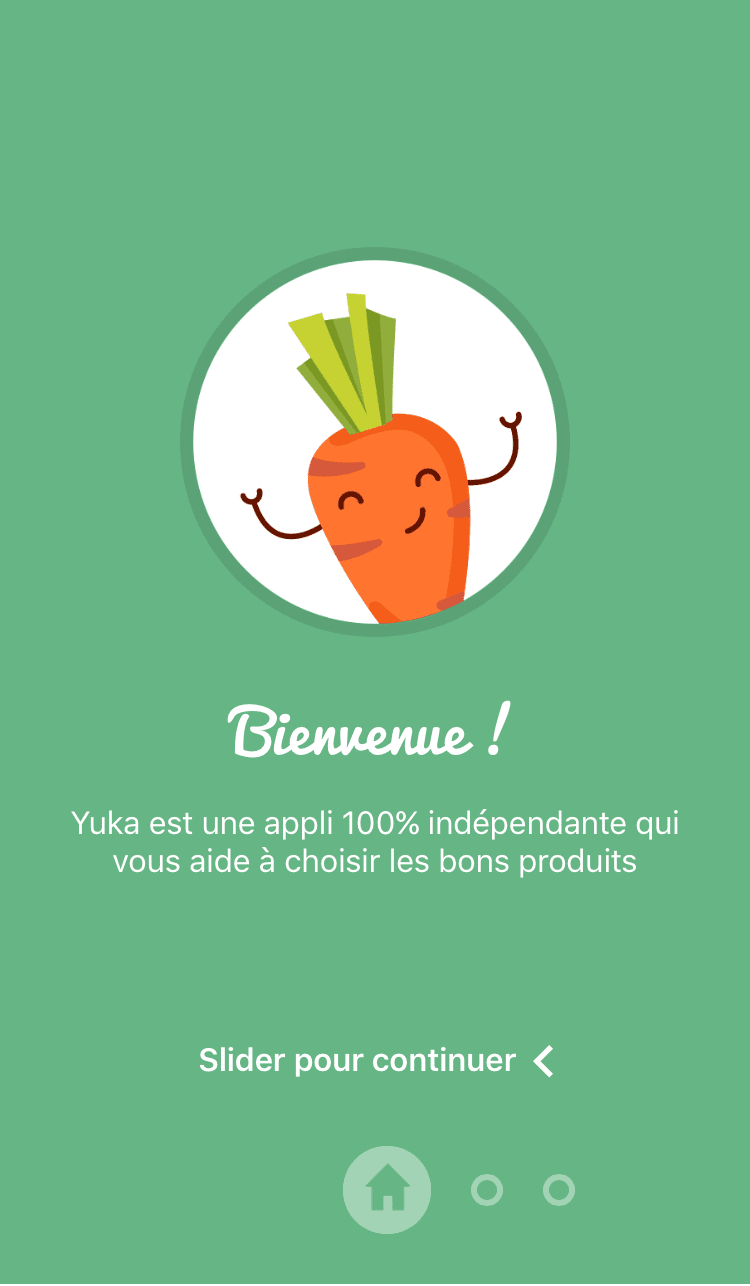 Bienvenue !
Yuka est une appli 100% indépendante qui
vous aide à choisir les bons produits
Slider pour continuer